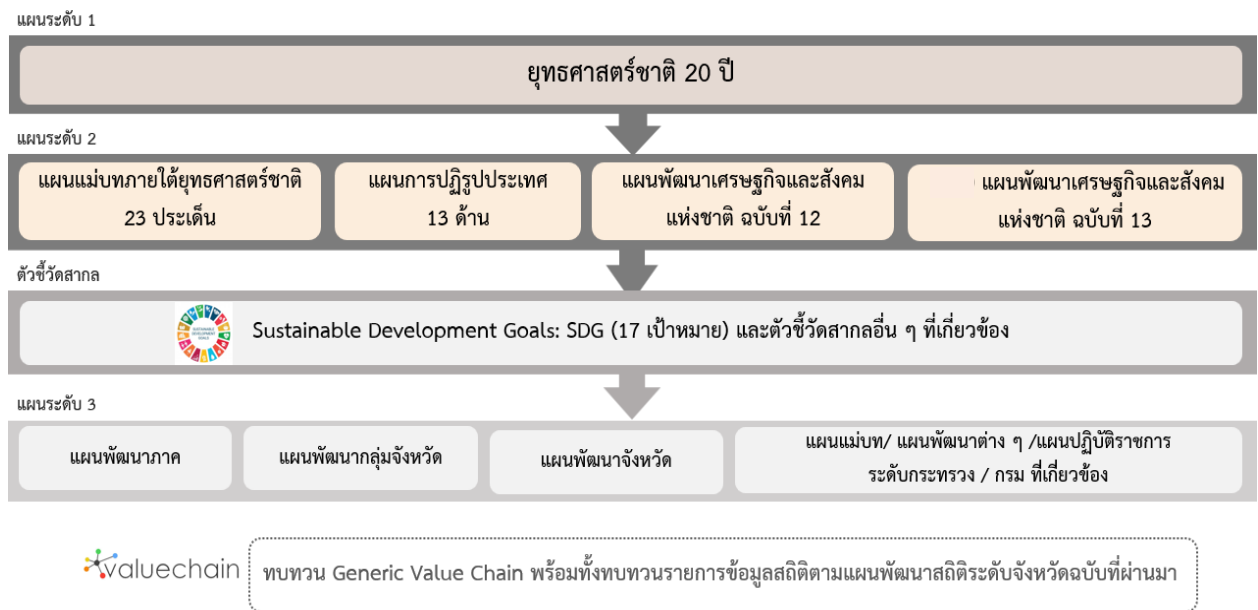 แผนระดับ 1
ยุทธศาสตร์ชาติ 20 ปี
แผนระดับ 2
แผนแม่บทภายใต้ยุทธศาสตร์ชาติ
23 ประเด็น
แผนการปฏิรูปประเทศ
13 ด้าน
แผนพัฒนาเศรษฐกิจและสังคม
แห่งชาติ ฉบับที่ 12
แผนพัฒนาเศรษฐกิจและสังคม
แห่งชาติ ฉบับที่ 13
ตัวชี้วัดสากล
Sustainable Development Goals: SDG (17 เป้าหมาย) และตัวชี้วัดสากลอื่น ๆ ที่เกี่ยวข้อง
แผนระดับ 3
แผนพัฒนาภาค
แผนพัฒนากลุ่มจังหวัด
แผนพัฒนาจังหวัด
แผนแม่บท/ แผนพัฒนาต่าง ๆ /แผนปฏิบัติราชการ
ระดับกระทรวง / กรม ที่เกี่ยวข้อง
valuechain
ทบทวน Generic Value Chain พร้อมทั้งทบทวนรายการข้อมูลสถิติตามแผนพัฒนาสถิติระดับจังหวัดฉบับที่ผ่านมา